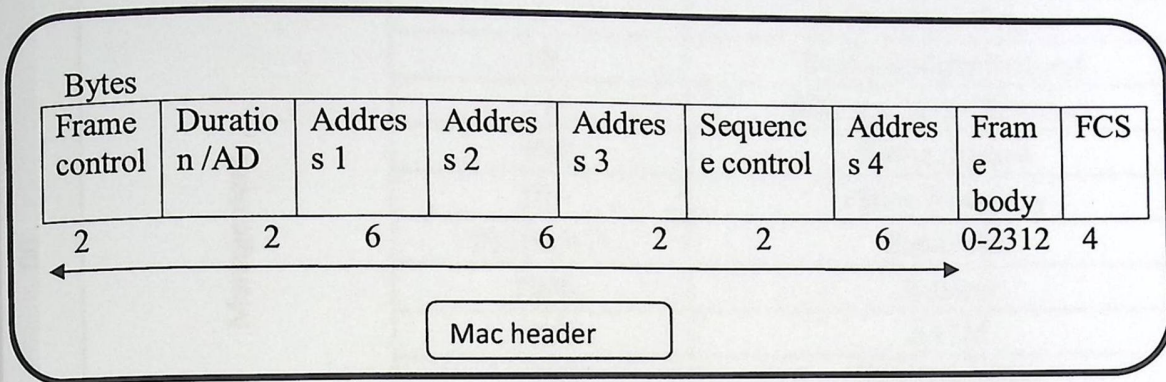 Bytes
Frame Duratio Addres Addres Addres Sequenc Addres Fram FCS
control n /AD s 1 s 2 s 3 e control s 4 e
body
2 2 6 6 2 2 6 0-2312 4
Mac header